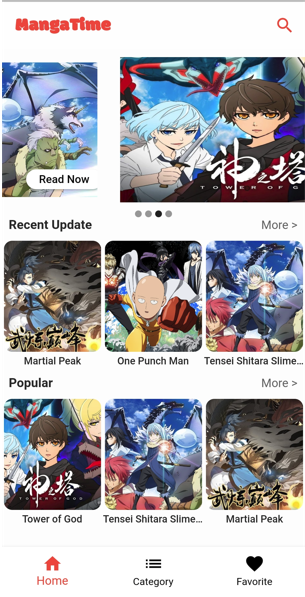 MangaTime
Read Now
神之塔
TOWER OF GOD
Recent Update More >
武炼巅峰
Martial Peak One Punch Man Tensei Shitara Slime...
Popular More >
神之塔
TOWER OF GOD
武炼巅峰
Tower of God Tensei Shitara Slime... Martial Peak
Home Category Favorite